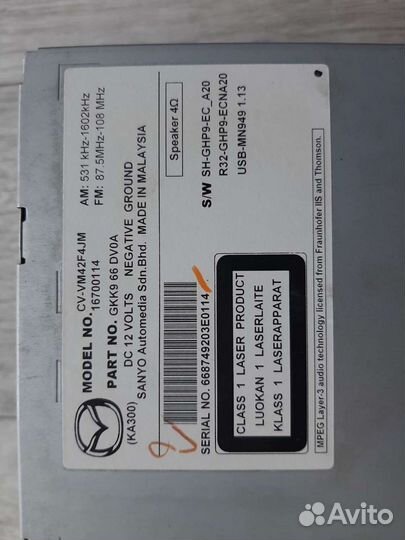 MODEL NO. CV-VM42F4JM
16700114
AM: 531 kHz-1602kHz
FM: 87.5MHz-108 MHz
PART NO. GKK9 66 DV0A
(KA300)
DC 12 VOLTS NEGATIVE GROUND
SANYO Automedia Sdn.Bhd. MADE IN MALAYSIA
Speaker 4Ω
S/W SH-GHP9-EC_A20
R32-GHP9-ECNA20
USB-MN949 1.13
SERIAL NO. 668749203E0114
CLASS 1 LASER PRODUCT
LUOKAN 1 LASERLAITE
KLASS 1 LASERAPPARAT
MPEG Layer-3 audio technology licensed from Fraunhofer IIS and Thomson.
Avito